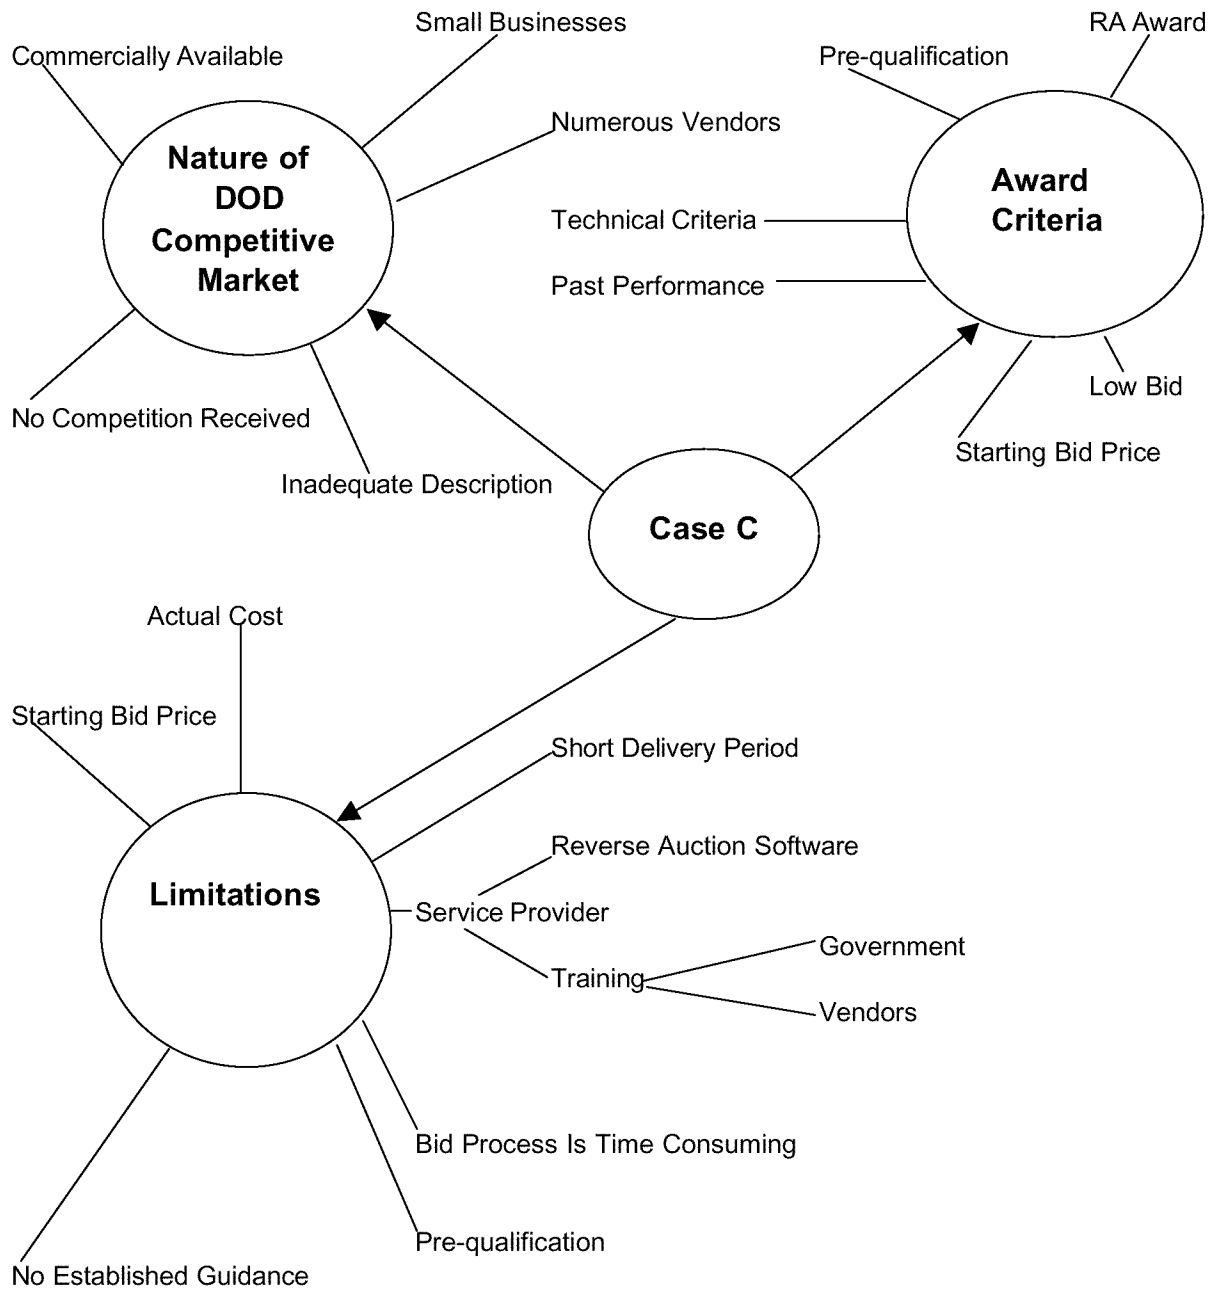 Small Businesses
RA Award
Commercially Available
Pre-qualification
Numerous Vendors
Nature of
DOD
Competitive
Market
Award
Criteria
Technical Criteria
Past Performance
Low Bid
No Competition Received
Starting Bid Price
Inadequate Description
Case C
Actual Cost
Starting Bid Price
Short Delivery Period
Reverse Auction Software
Limitations
Service Provider
Government
Training
Vendors
Bid Process Is Time Consuming
Pre-qualification
No Established Guidance